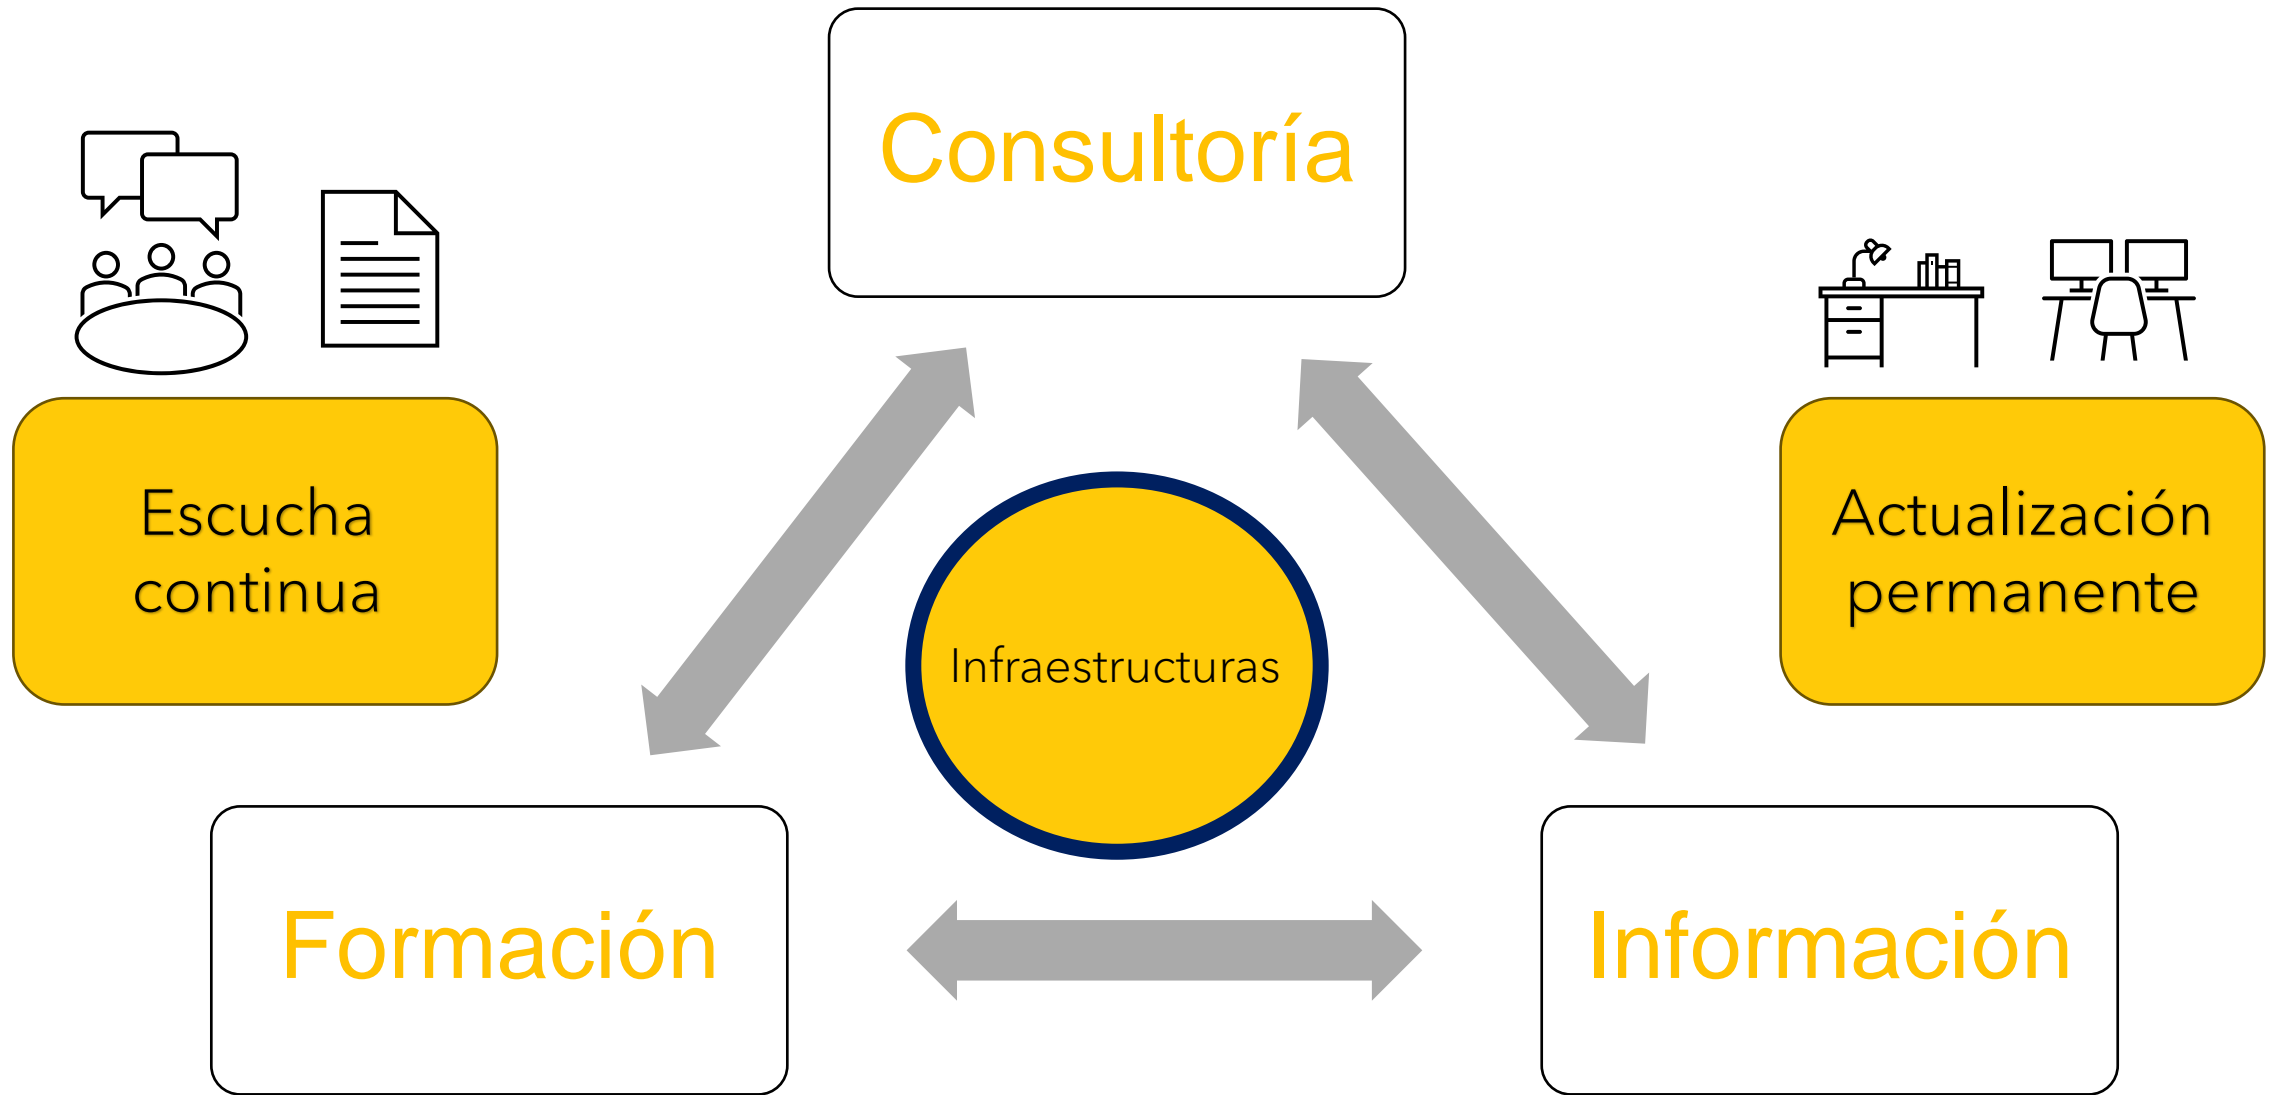 Consultoría
Escucha
continua
Actualización
permanente
Infraestructuras
Formación
Información